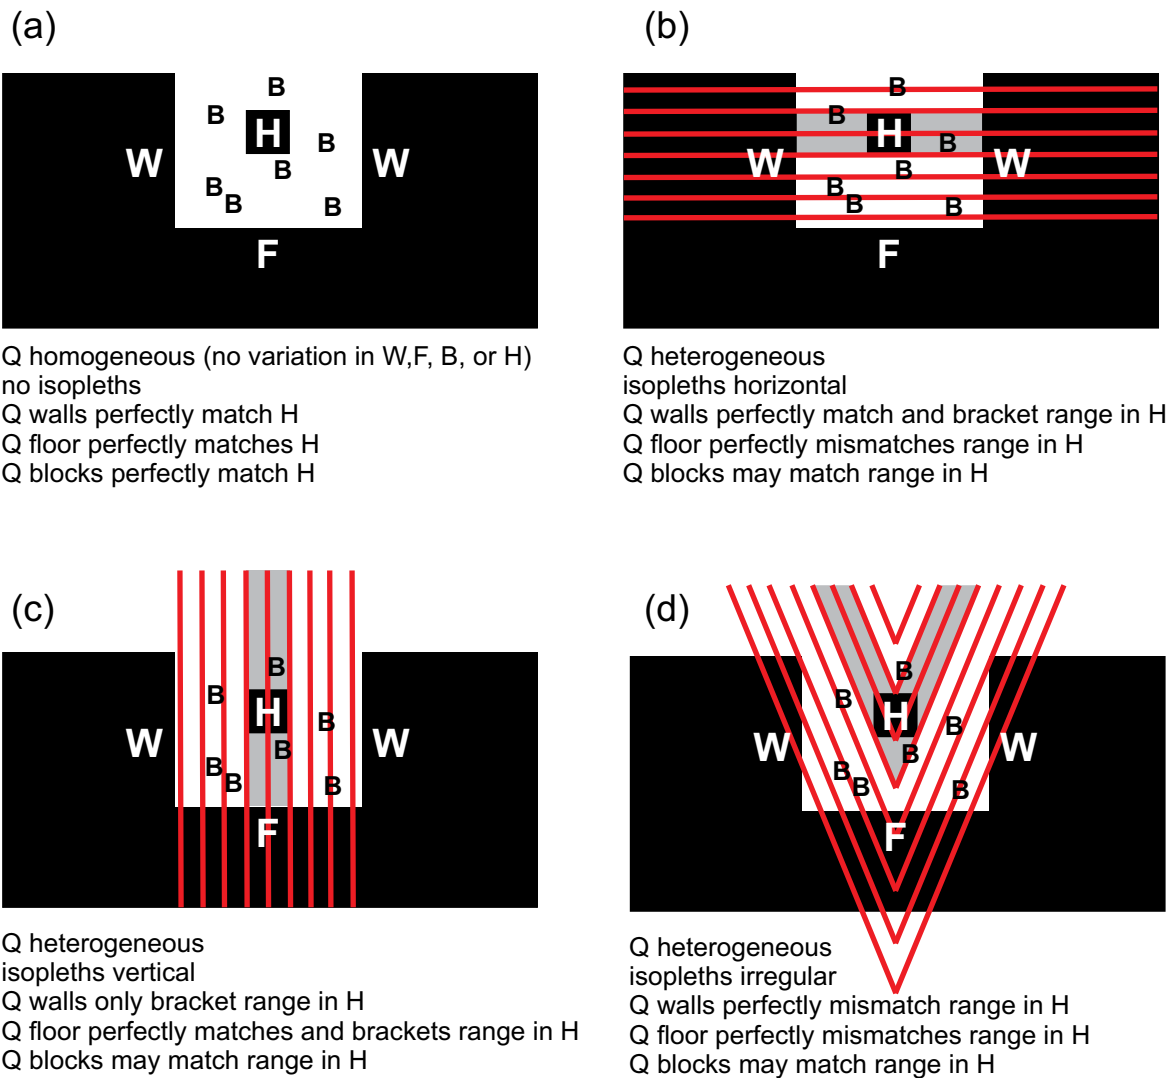 (a)
B
B
H
B
W
B
W
B
B
B
F
Q homogeneous (no variation in W,F, B, or H)
no isopleths
Q walls perfectly match H
Q floor perfectly matches H
Q blocks perfectly match H
(b)
B
B
H
B
W
B
W
B
B
B
F
Q heterogeneous
isopleths horizontal
Q walls perfectly match and bracket range in H
Q floor perfectly mismatches range in H
Q blocks may match range in H
(c)
B
B
H
B
W
B
W
B
B
B
F
Q heterogeneous
isopleths vertical
Q walls only bracket range in H
Q floor perfectly matches and brackets range in H
Q blocks may match range in H
(d)
B
B
H
B
W
B
W
B
B
B
F
Q heterogeneous
isopleths irregular
Q walls perfectly mismatch range in H
Q floor perfectly mismatches range in H
Q blocks may match range in H